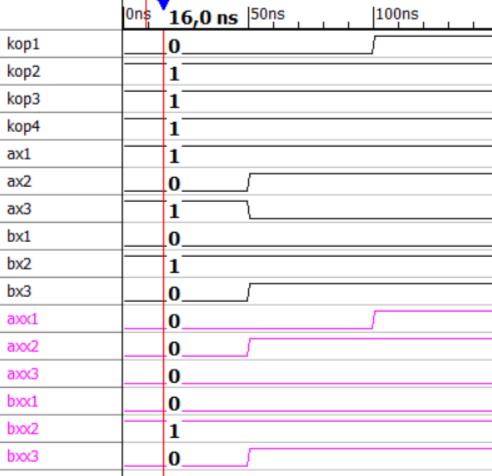 0ns 16,0 ns 50ns 100ns
kop1 0
kop2 1
kop3 1
kop4 1
ax1 1
ax2 0
ax3 1
bx1 0
bx2 1
bx3 0
axx1 0
axx2 0
axx3 0
bxx1 0
bxx2 1
bxx3 0